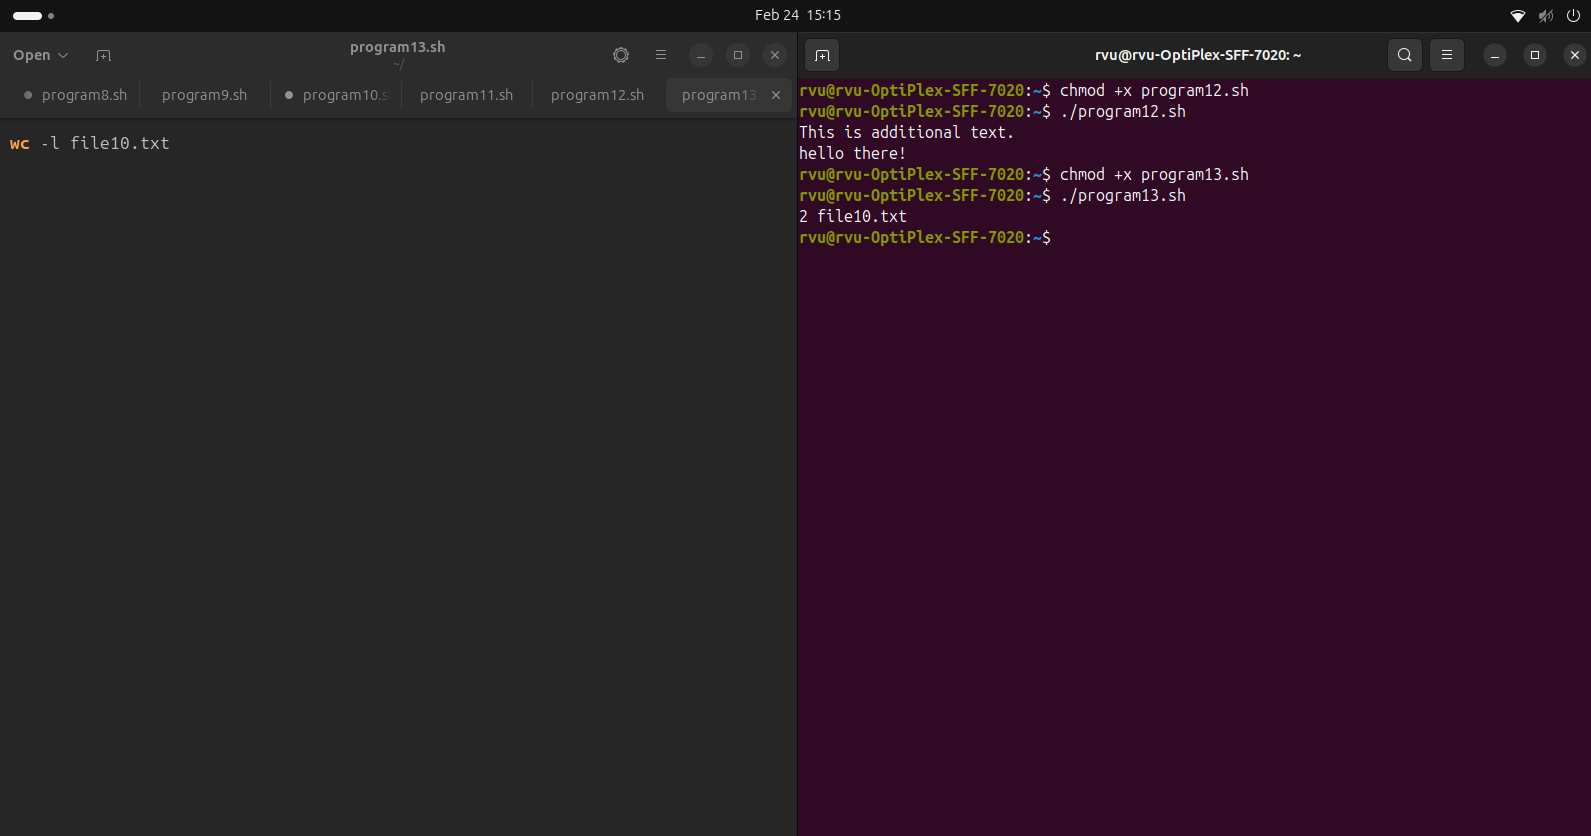 Feb 24 15:15
Open
program13.sh
~/
program8.sh program9.sh program10.s program11.sh program12.sh program13
wc -l file10.txt
rvu@rvu-OptiPlex-SFF-7020: ~
rvu@rvu-OptiPlex-SFF-7020:~$ chmod +x program12.sh
rvu@rvu-OptiPlex-SFF-7020:~$ ./program12.sh
This is additional text.
hello there!
rvu@rvu-OptiPlex-SFF-7020:~$ chmod +x program13.sh
rvu@rvu-OptiPlex-SFF-7020:~$ ./program13.sh
2 file10.txt
rvu@rvu-OptiPlex-SFF-7020:~$